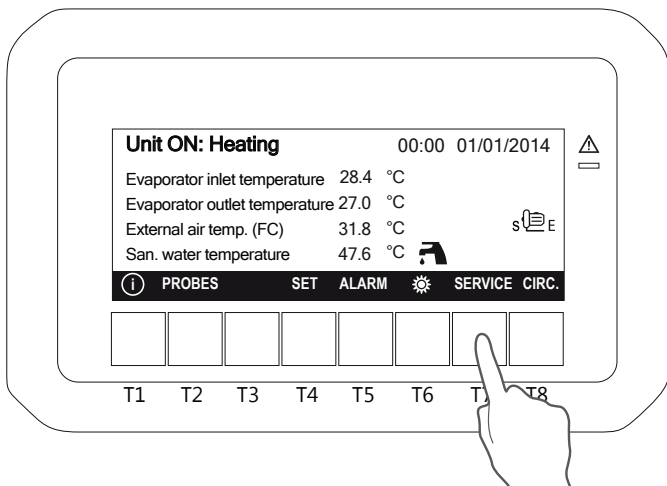 Unit ON: Heating 00:00 01/01/2014
Evaporator inlet temperature 28.4 °C
Evaporator outlet temperature 27.0 °C
External air temp. (FC) 31.8 °C
S E
San. water temperature 47.6 °C
i PROBES SET ALARM SERVICE CIRC.
T1 T2 T3 T4 T5 T6 T7 T8